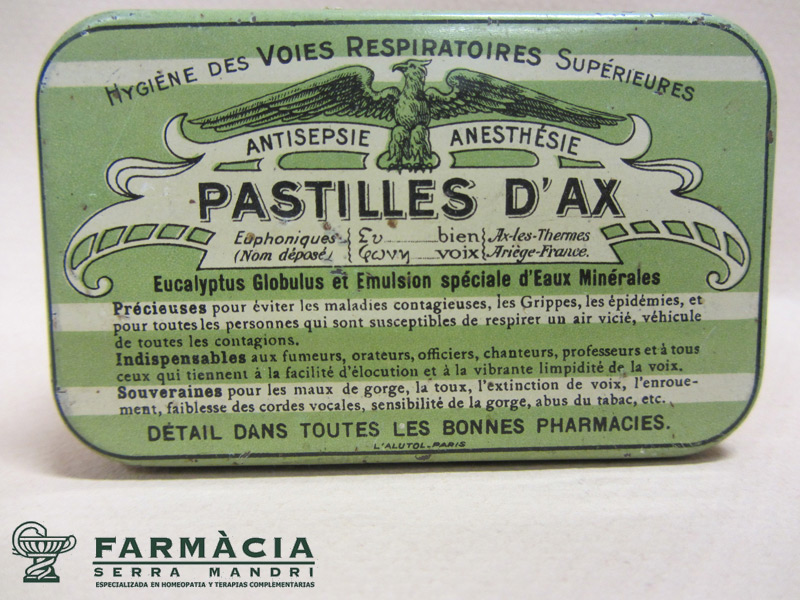 HYGIÈNE DES VOIES RESPIRATOIRES SUPÉRIEURES
ANTISEPSIE ANESTHÉSIE
PASTILLES D'AX
Euphoniques { Ευ bien } Ax-les-Thermes
(Nom déposé) { φωνη voix } Ariège-France.
Eucalyptus Globulus et Emulsion spéciale d'Eaux Minérales
Précieuses pour éviter les maladies contagieuses, les Grippes, les épidémies, et
pour toutes les personnes qui sont susceptibles de respirer un air vicié, véhicule
de toutes les contagions.
Indispensables aux fumeurs, orateurs, officiers, chanteurs, professeurs et à tous
ceux qui tiennent à la facilité d'élocution et à la vibrante limpidité de la voix.
Souveraines pour les maux de gorge, la toux, l'extinction de voix, l'enroue-
ment, faiblesse des cordes vocales, sensibilité de la gorge, abus du tabac, etc.
DÉTAIL DANS TOUTES LES BONNES PHARMACIES.
L'ALUTOL-PARIS
FARMÀCIA
SERRA MANDRI
ESPECIALIZADA EN HOMEOPATIA Y TERAPIAS COMPLEMENTARIAS